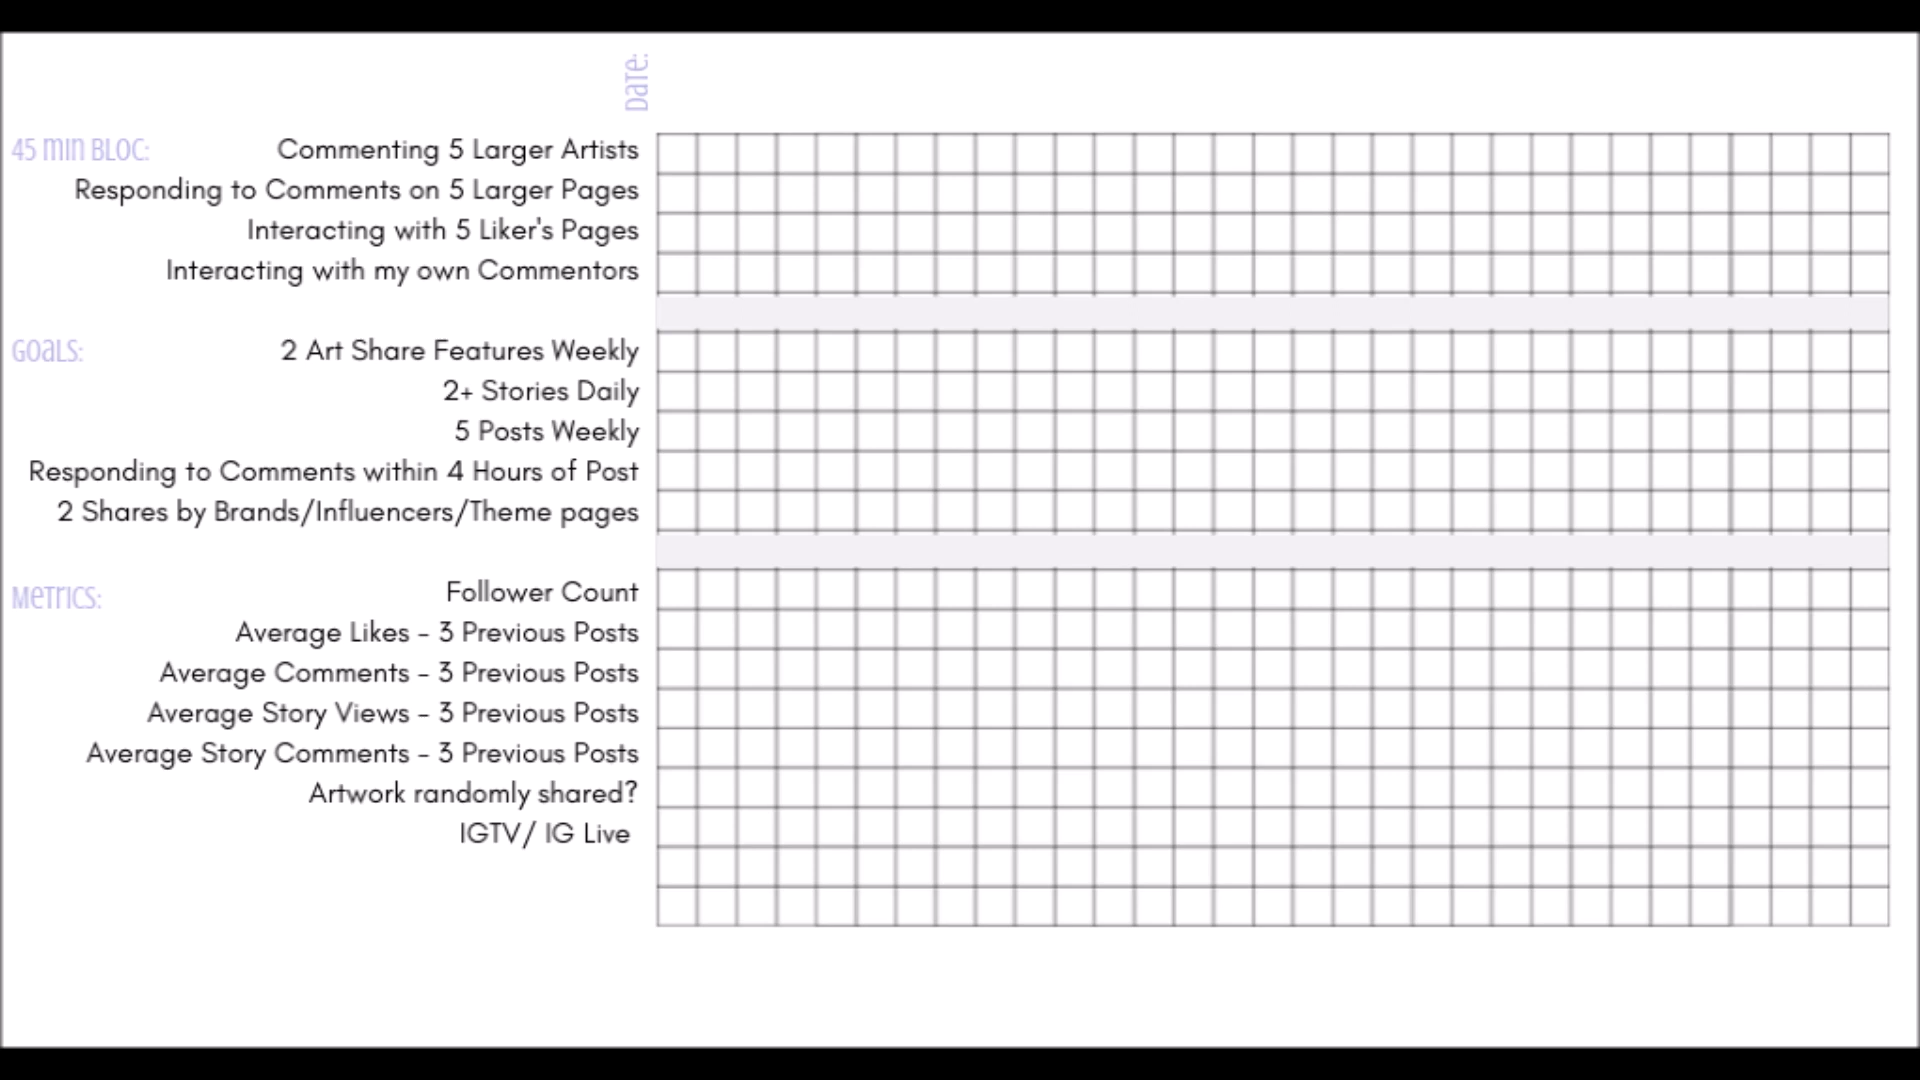 Date:
45 min Bloc: Commenting 5 Larger Artists
Responding to Comments on 5 Larger Pages
Interacting with 5 Liker's Pages
Interacting with my own Commentors
Goals: 2 Art Share Features Weekly
2+ Stories Daily
5 Posts Weekly
Responding to Comments within 4 Hours of Post
2 Shares by Brands/Influencers/Theme pages
Metrics: Follower Count
Average Likes - 3 Previous Posts
Average Comments - 3 Previous Posts
Average Story Views - 3 Previous Posts
Average Story Comments - 3 Previous Posts
Artwork randomly shared?
IGTV/ IG Live